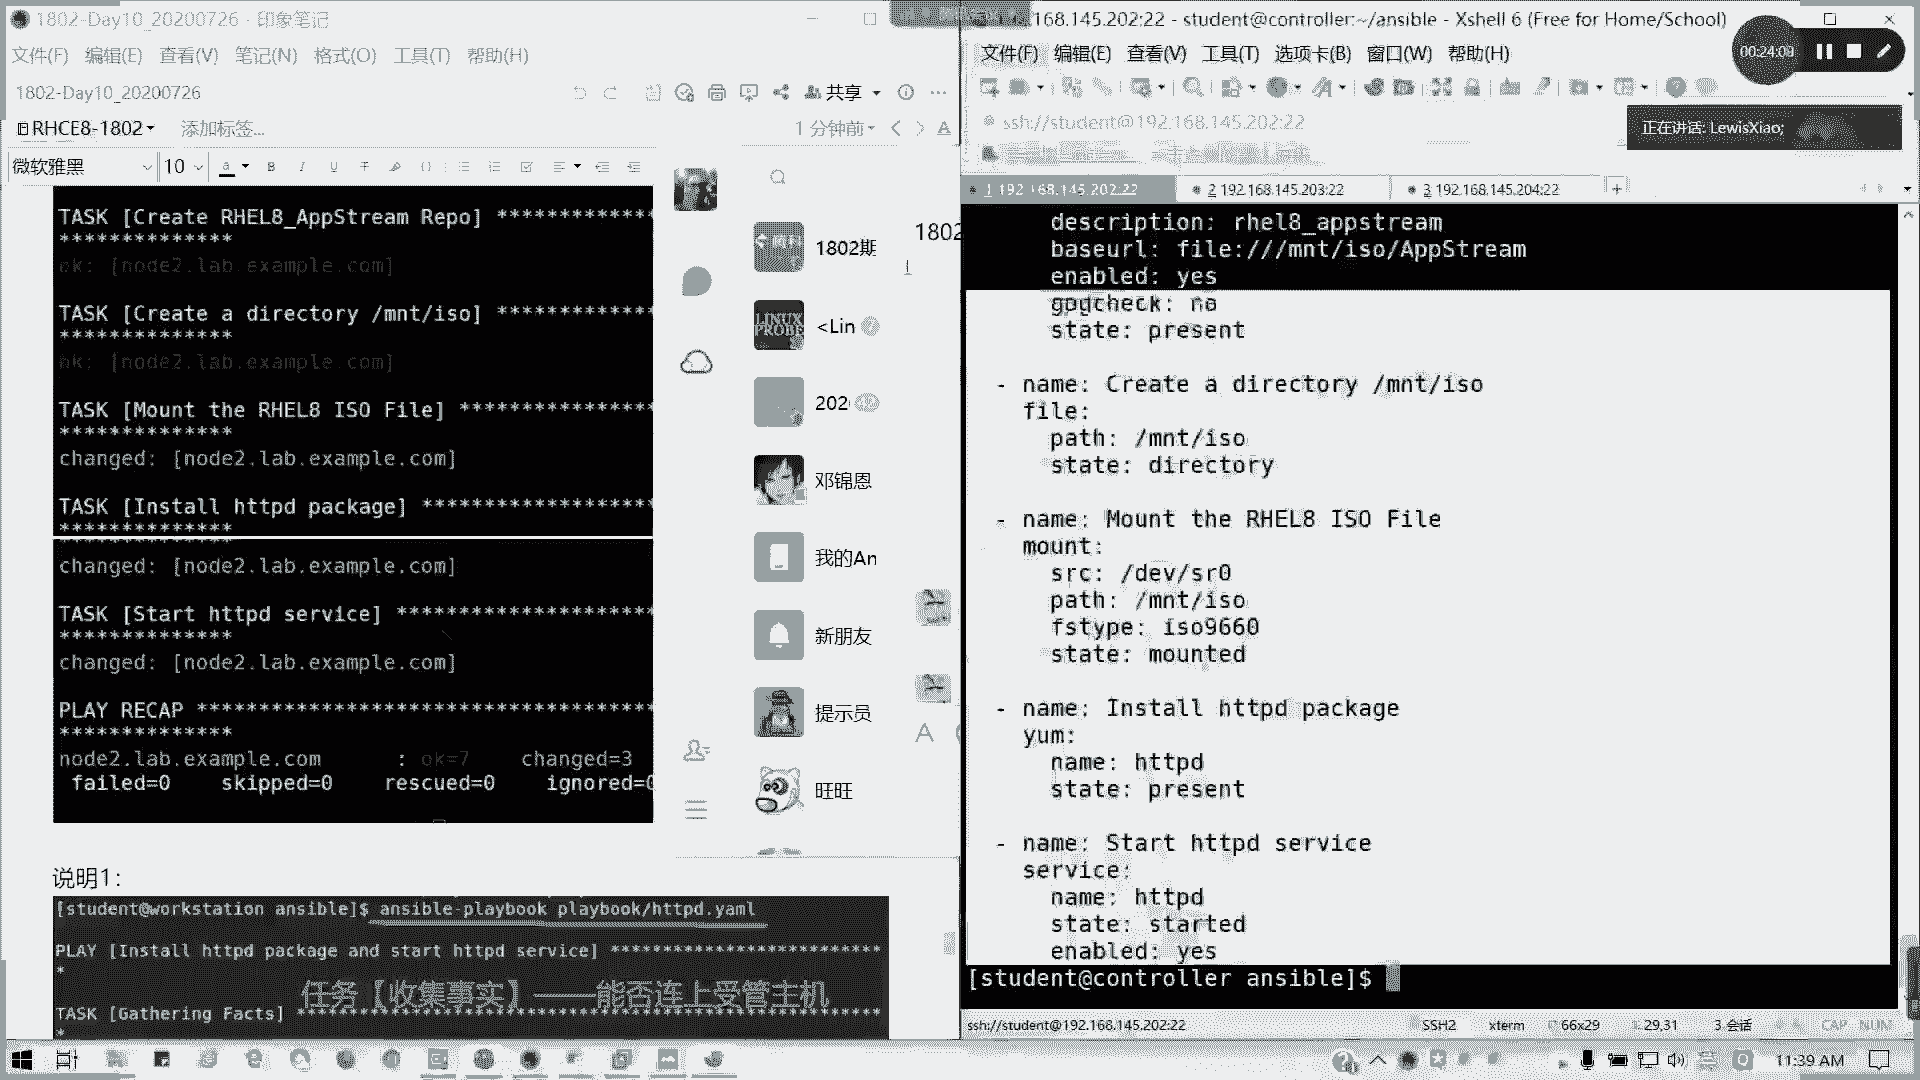 1802-Day10_20200726 - 印象笔记
文件(F) 编辑(E) 查看(V) 笔记(N) 格式(O) 工具(T) 帮助(H)
1802-Day10_20200726
共享
RHCE8-1802
添加标签...
1 分钟前
微软雅黑
10
TASK [Create RHEL8_AppStream Repo] *************
**************
ok: [node2.lab.example.com]
TASK [Create a directory /mnt/iso] *************
**************
ok: [node2.lab.example.com]
TASK [Mount the RHEL8 ISO File] ****************
**************
changed: [node2.lab.example.com]
TASK [Install httpd package] *******************
**************
changed: [node2.lab.example.com]
TASK [Start httpd service] *********************
**************
changed: [node2.lab.example.com]
PLAY RECAP *************************************
**************
node2.lab.example.com : ok=7 changed=3
failed=0 skipped=0 rescued=0 ignored=0
说明1：
[student@workstation ansible]$ ansible-playbook playbook/httpd.yaml
PLAY [Install httpd package and start httpd service] ****************************
*
任务【收集事实】——能否连上受管主机
TASK [Gathering Facts] **********************************************************
*
1802期
LINUX PROBE
<Lin
202
邓锦恩
我的An
新朋友
提示员
旺旺
1802
.168.145.202:22 - student@controller:~/ansible - Xshell 6 (Free for Home/School)
文件(F) 编辑(E) 查看(V) 工具(T) 选项卡(B) 窗口(W) 帮助(H)
00:24:09
ssh://student@192.168.145.202:22
正在讲话: LewisXiao;
1 192.168.145.202:22
2 192.168.145.203:22
3 192.168.145.204:22
description: rhel8_appstream
baseurl: file:///mnt/iso/AppStream
enabled: yes
gpgcheck: no
state: present
- name: Create a directory /mnt/iso
file:
path: /mnt/iso
state: directory
- name: Mount the RHEL8 ISO File
mount:
src: /dev/sr0
path: /mnt/iso
fstype: iso9660
state: mounted
- name: Install httpd package
yum:
name: httpd
state: present
- name: Start httpd service
service:
name: httpd
state: started
enabled: yes
[student@controller ansible]$
ssh://student@192.168.145.202:22
SSH2
xterm
66x29
29,31
3 会话
CAP NUM
11:39 AM